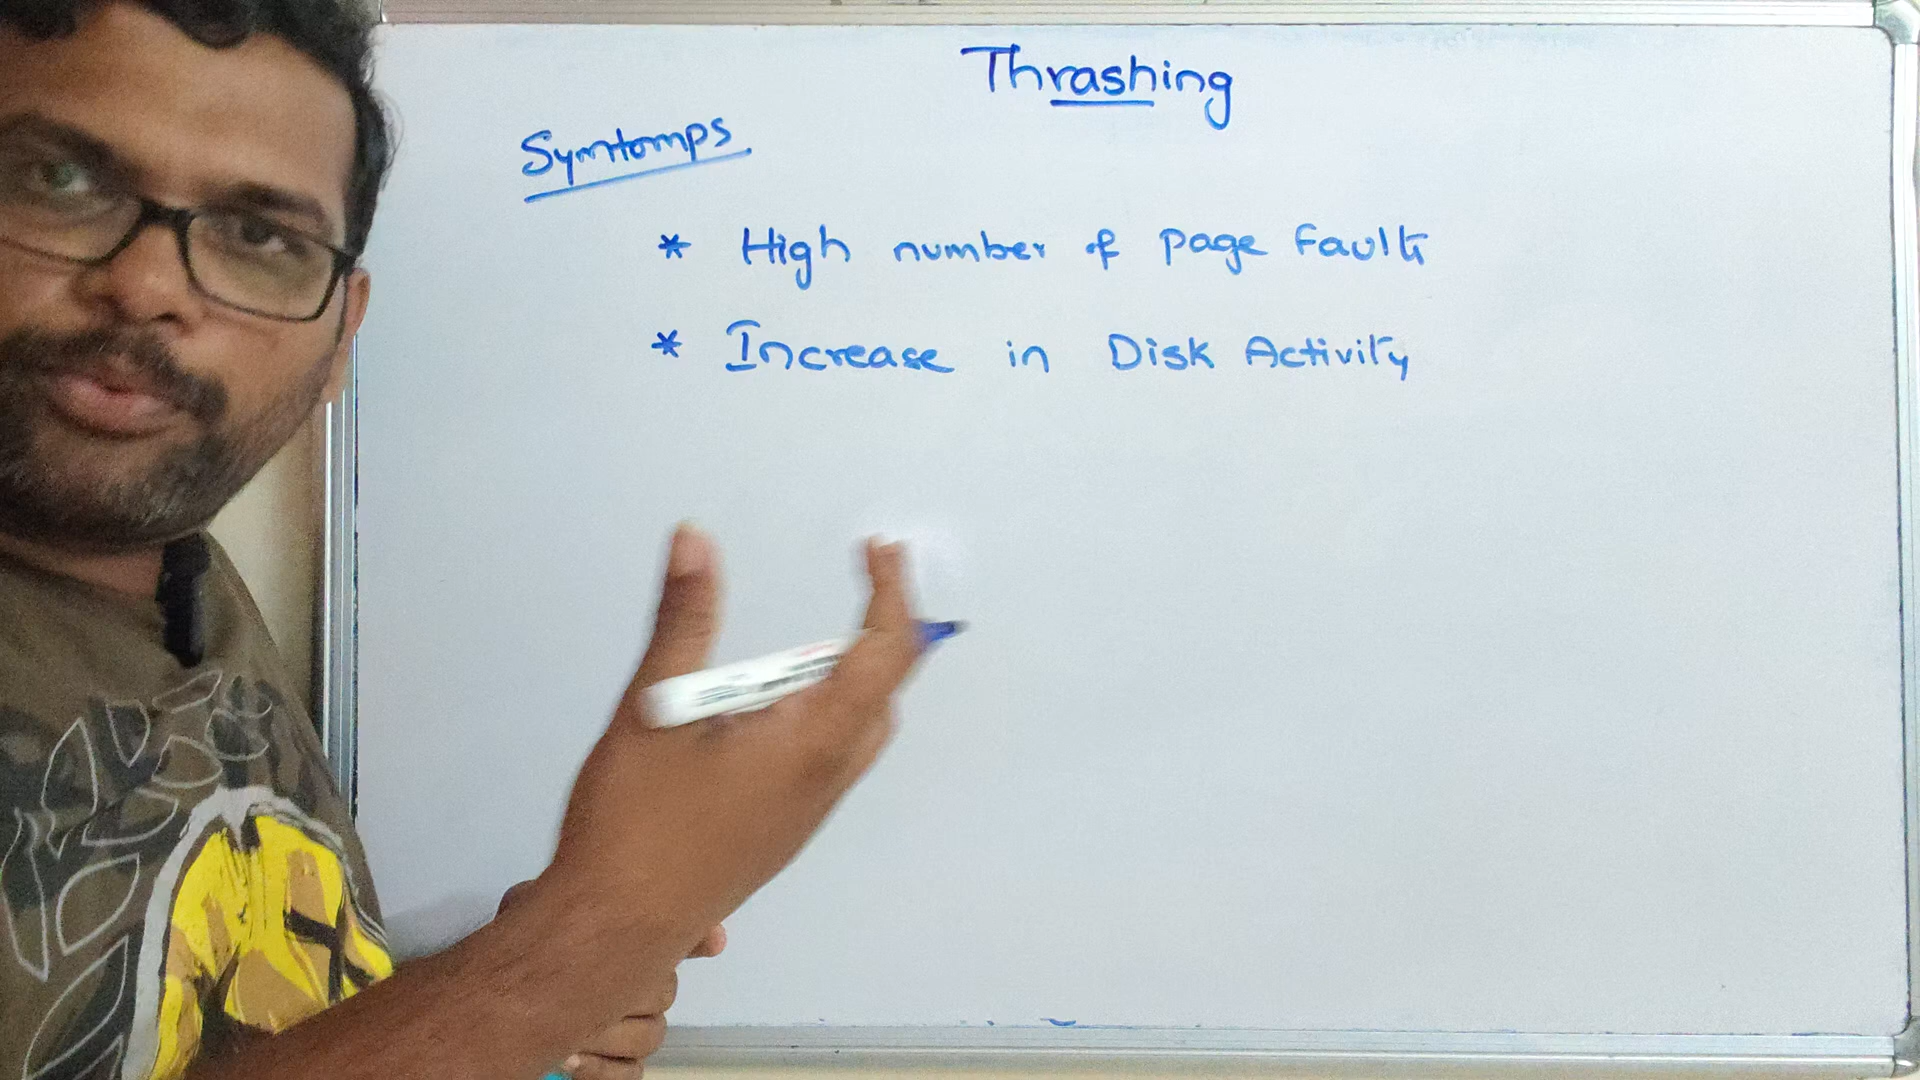 Thrashing
Symtomps
* High number of Page Faults
* Increase in Disk Activity